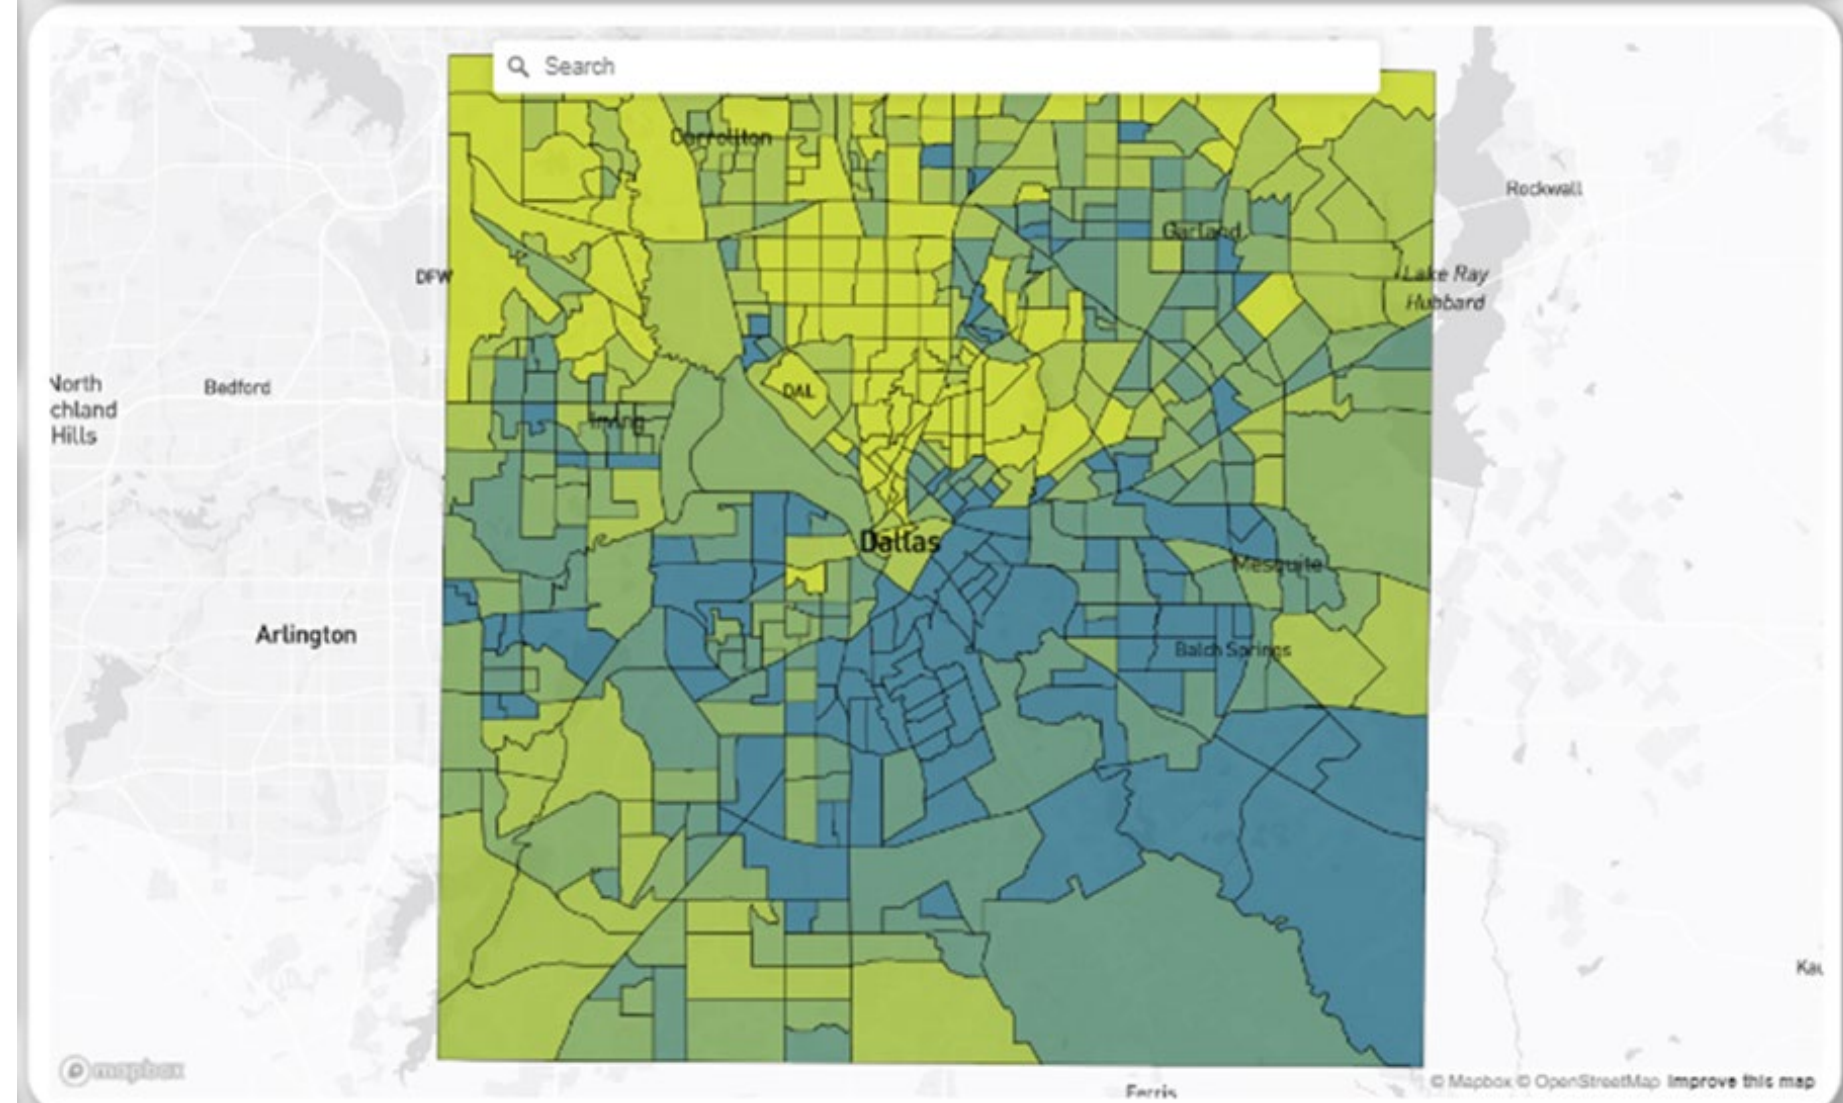 Search
Carrollton
Rockwall
Garland
DFW
Lake Ray
Hubbard
North
chland
Hills
Bedford
DAL
Irving
Dallas
Mesquite
Arlington
Balch Springs
Kau
mapbox
© Mapbox © OpenStreetMap Improve this map
Ferris